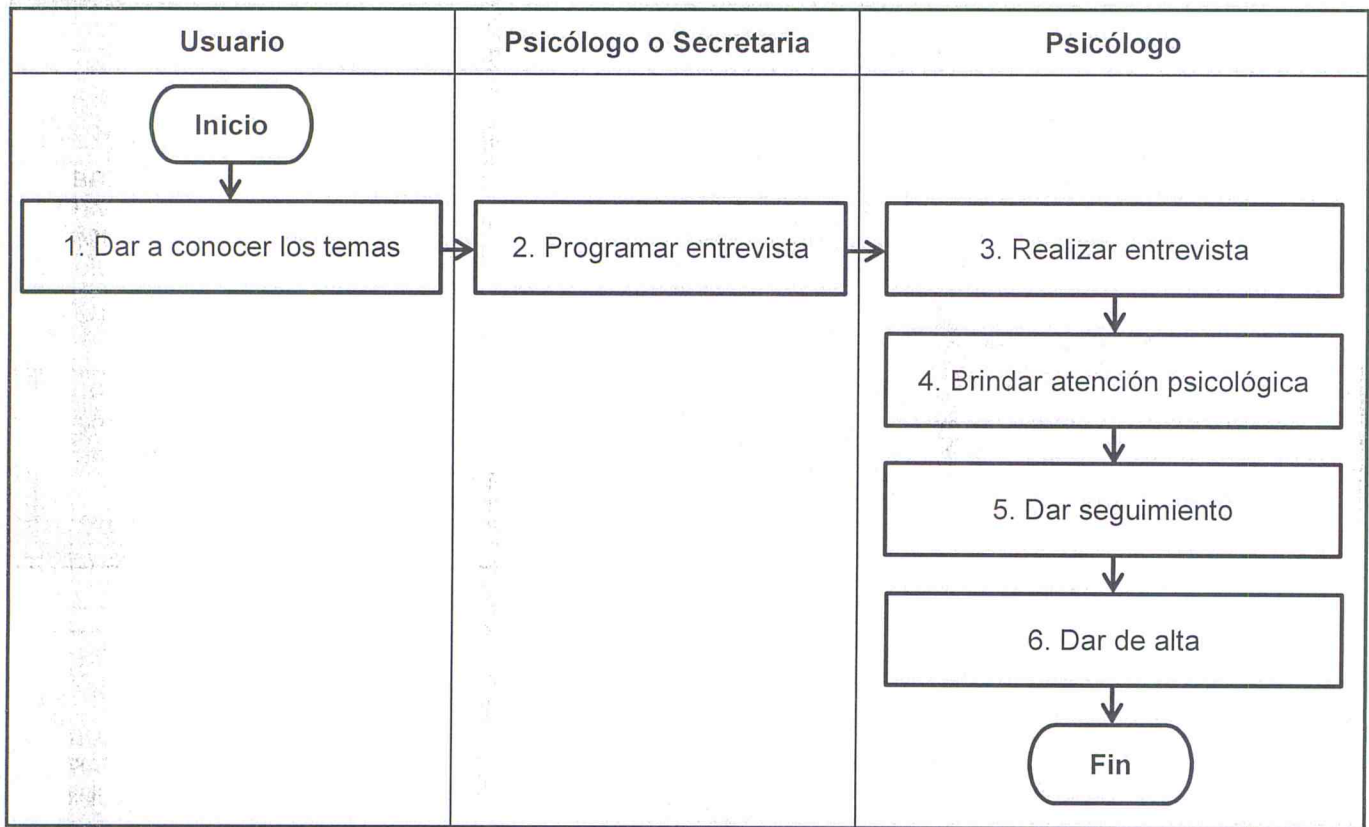 Usuario
Psicólogo o Secretaria
Psicólogo
Inicio
1. Dar a conocer los temas
2. Programar entrevista
3. Realizar entrevista
4. Brindar atención psicológica
5. Dar seguimiento
6. Dar de alta
Fin